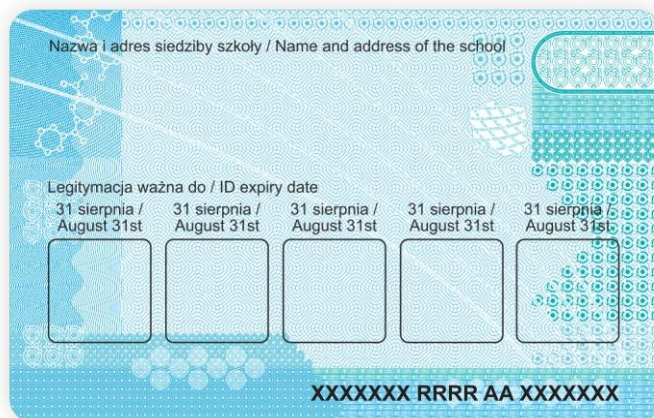 Nazwa i adres siedziby szkoły / Name and address of the school
Legitymacja ważna do / ID expiry date
31 sierpnia / 31 sierpnia / 31 sierpnia / 31 sierpnia / 31 sierpnia /
August 31st August 31st August 31st August 31st August 31st
XXXXXXX RRRR AA XXXXXXX